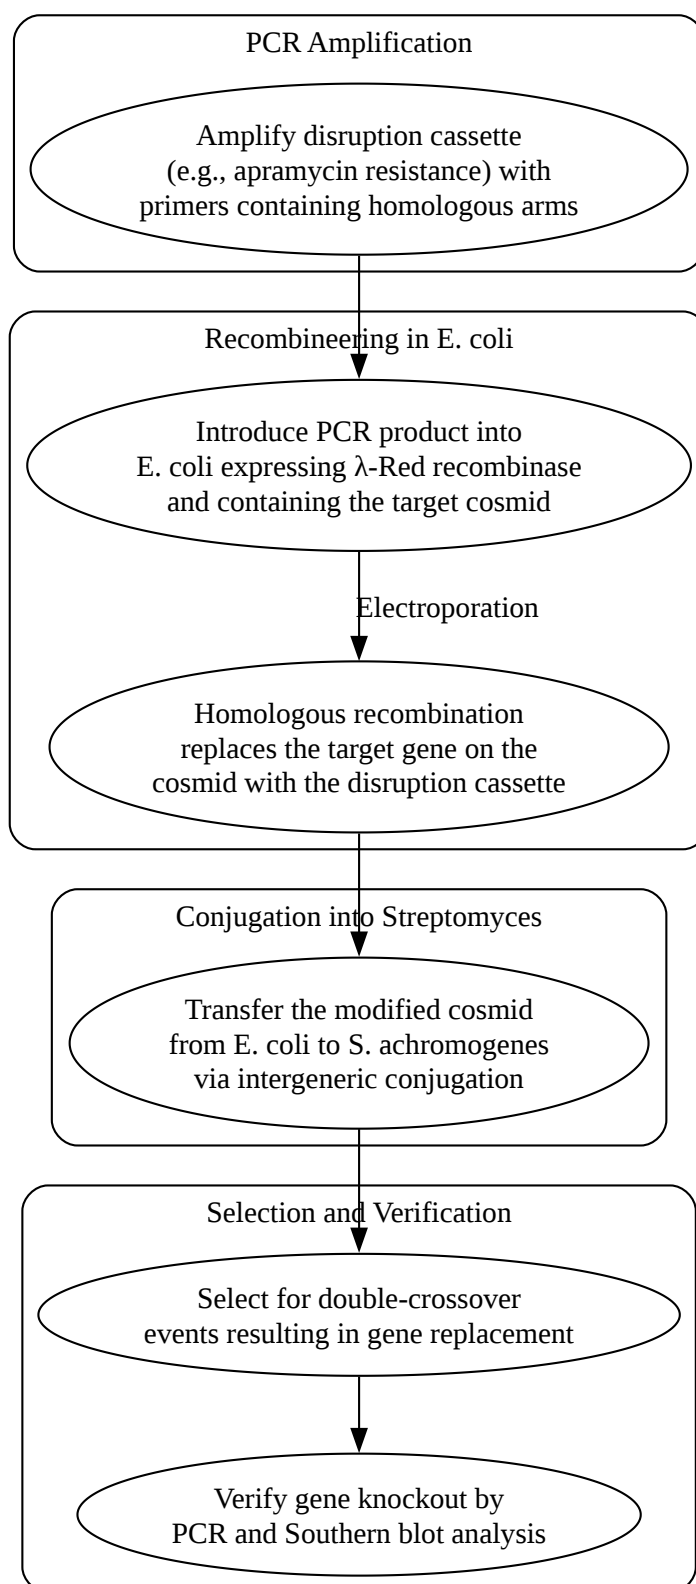 PCR Amplification
Amplify disruption cassette
(e.g., apramycin resistance) with
primers containing homologous arms
Recombineering in E. coli
Introduce PCR product into
E. coli expressing λ-Red recombinase
and containing the target cosmid
Electroporation
Homologous recombination
replaces the target gene on the
cosmid with the disruption cassette
Conjugation into Streptomyces
Transfer the modified cosmid
from E. coli to S. achromogenes
via intergeneric conjugation
Selection and Verification
Select for double-crossover
events resulting in gene replacement
Verify gene knockout by
PCR and Southern blot analysis